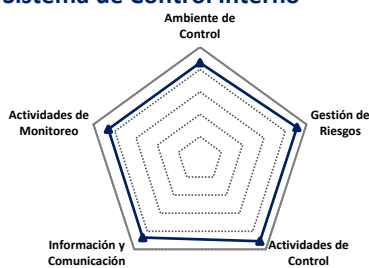 Sistema de Control Interno
Ambiente de
Control
Gestión de
Riesgos
Actividades de
Control
Información y
Comunicación
Actividades de
Monitoreo